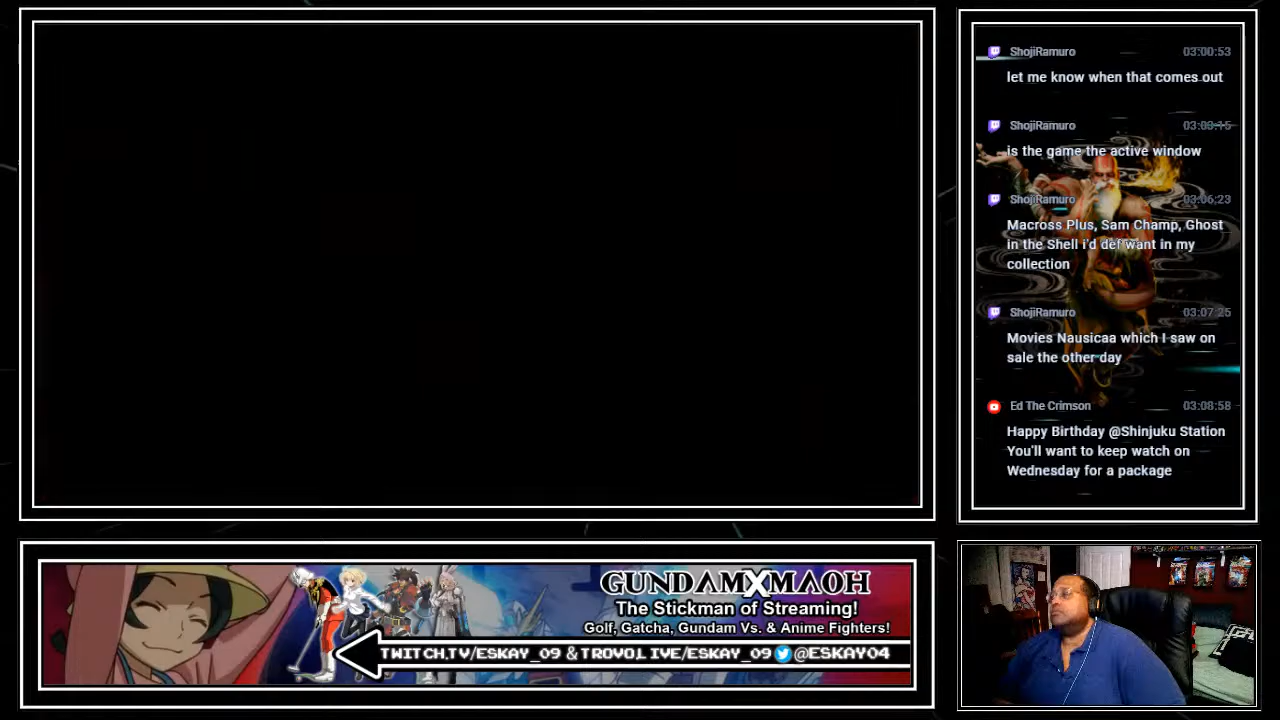 ShojiRamuro 03:00:53
let me know when that comes out
ShojiRamuro 03:03:15
is the game the active window
ShojiRamuro 03:06:23
Macross Plus, Sam Champ, Ghost
in the Shell i'd def want in my
collection
ShojiRamuro 03:07:25
Movies Nausicaa which I saw on
sale the other day
Ed The Crimson 03:08:58
Happy Birthday @Shinjuku Station
You'll want to keep watch on
Wednesday for a package
GUNDAMXMAOH
The Stickman of Streaming!
Golf, Gatcha, Gundam Vs. & Anime Fighters!
TWITCH.TV/ESKAY_09 & TROVO.LIVE/ESKAY_09 @ESKAY04